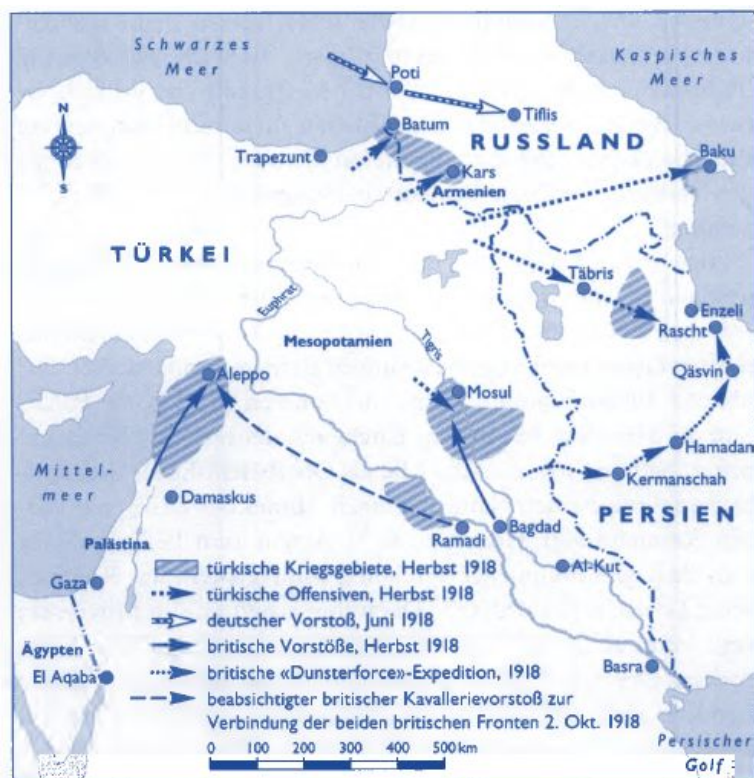 Schwarzes
Meer
Kaspisches
Meer
Poti
Tiflis
Batum
N
RUSSLAND
Trapezunt
Baku
Kars
S
Armenien
TÜRKEI
Täbris
Euphrat
Enzeli
Rascht
Mesopotamien
Tigris
Aleppo
Mosul
Qäsvin
Mittel-
meer
Hamadan
Kermanschah
Damaskus
PERSIEN
Ramadi
Bagdad
Palästina
türkische Kriegsgebiete, Herbst 1918
Al-Kut
Gaza
türkische Offensiven, Herbst 1918
deutscher Vorstoß, Juni 1918
Ägypten
britische Vorstöße, Herbst 1918
El Aqaba
britische «Dunsterforce»-Expedition, 1918
Basra
beabsichtigter britischer Kavallerievorstoß zur
Verbindung der beiden britischen Fronten 2. Okt. 1918
0 100 200 300 400 500 km
Persischer
Golf